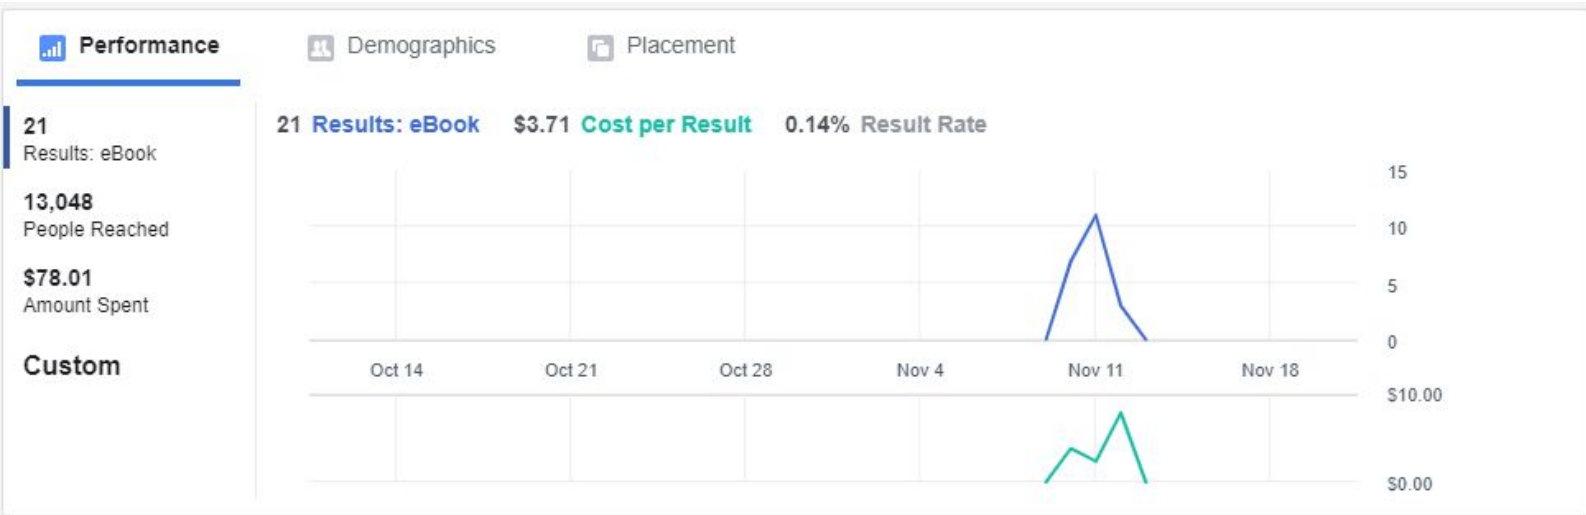 Performance Demographics Placement
21
Results: eBook
13,048
People Reached
$78.01
Amount Spent
Custom
21 Results: eBook $3.71 Cost per Result 0.14% Result Rate
15
10
5
0
Oct 14 Oct 21 Oct 28 Nov 4 Nov 11 Nov 18
$10.00
$0.00